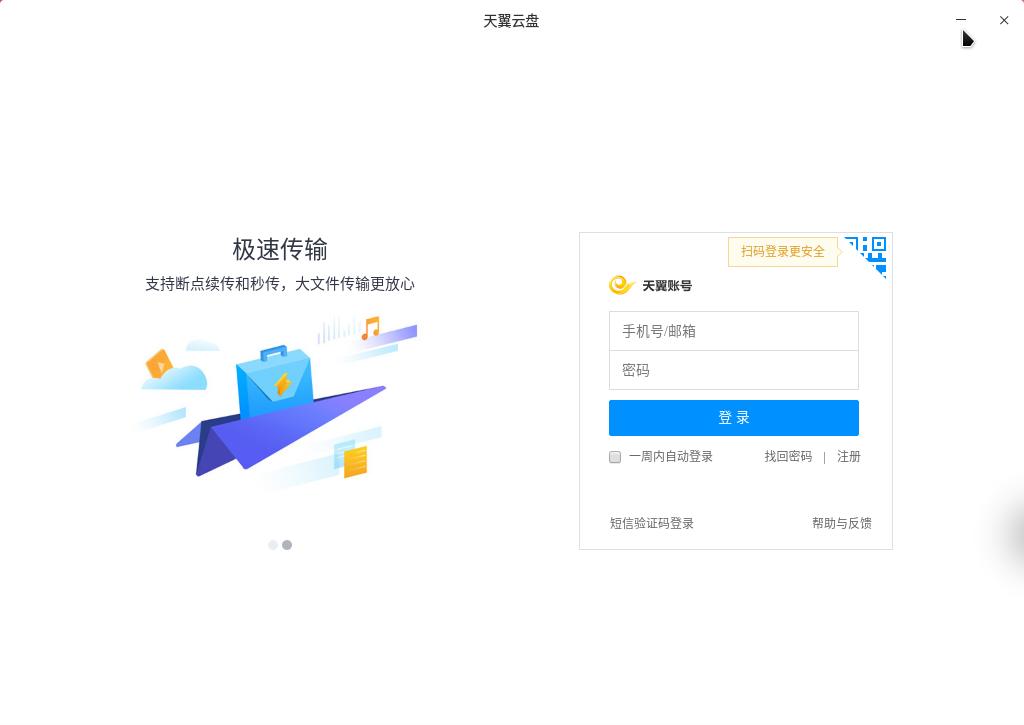 天翼云盘
极速传输
支持断点续传和秒传，大文件传输更放心
扫码登录更安全
天翼账号
手机号/邮箱
密码
登 录
一周内自动登录 找回密码 | 注册
短信验证码登录 帮助与反馈